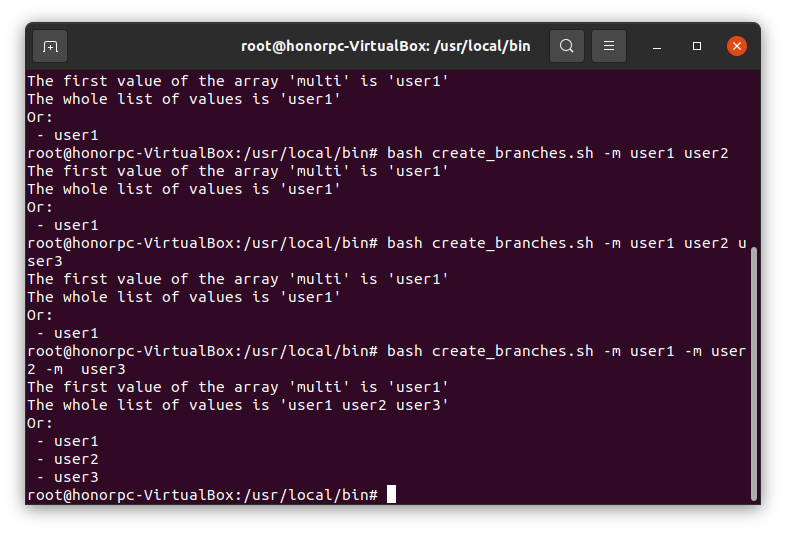 root@honorpc-VirtualBox: /usr/local/bin
The first value of the array 'multi' is 'user1'
The whole list of values is 'user1'
Or:
 - user1
root@honorpc-VirtualBox:/usr/local/bin# bash create_branches.sh -m user1 user2
The first value of the array 'multi' is 'user1'
The whole list of values is 'user1'
Or:
 - user1
root@honorpc-VirtualBox:/usr/local/bin# bash create_branches.sh -m user1 user2 u
ser3
The first value of the array 'multi' is 'user1'
The whole list of values is 'user1'
Or:
 - user1
root@honorpc-VirtualBox:/usr/local/bin# bash create_branches.sh -m user1 -m user
2 -m  user3
The first value of the array 'multi' is 'user1'
The whole list of values is 'user1 user2 user3'
Or:
 - user1
 - user2
 - user3
root@honorpc-VirtualBox:/usr/local/bin#